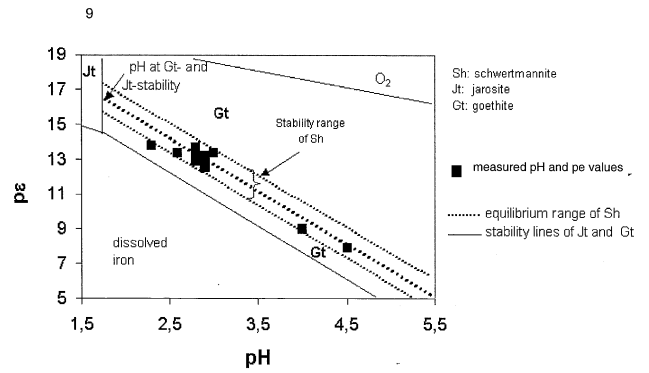 9
19
17
15
13
11
9
7
5
pε
Jt
pH at Gt- and
Jt-stability
Gt
O2
Stability range
of Sh
dissolved
iron
Gt
1,5
2,5
3,5
4,5
5,5
pH
Sh: schwertmannite
Jt: jarosite
Gt: goethite
measured pH and pe values
equilibrium range of Sh
stability lines of Jt and Gt